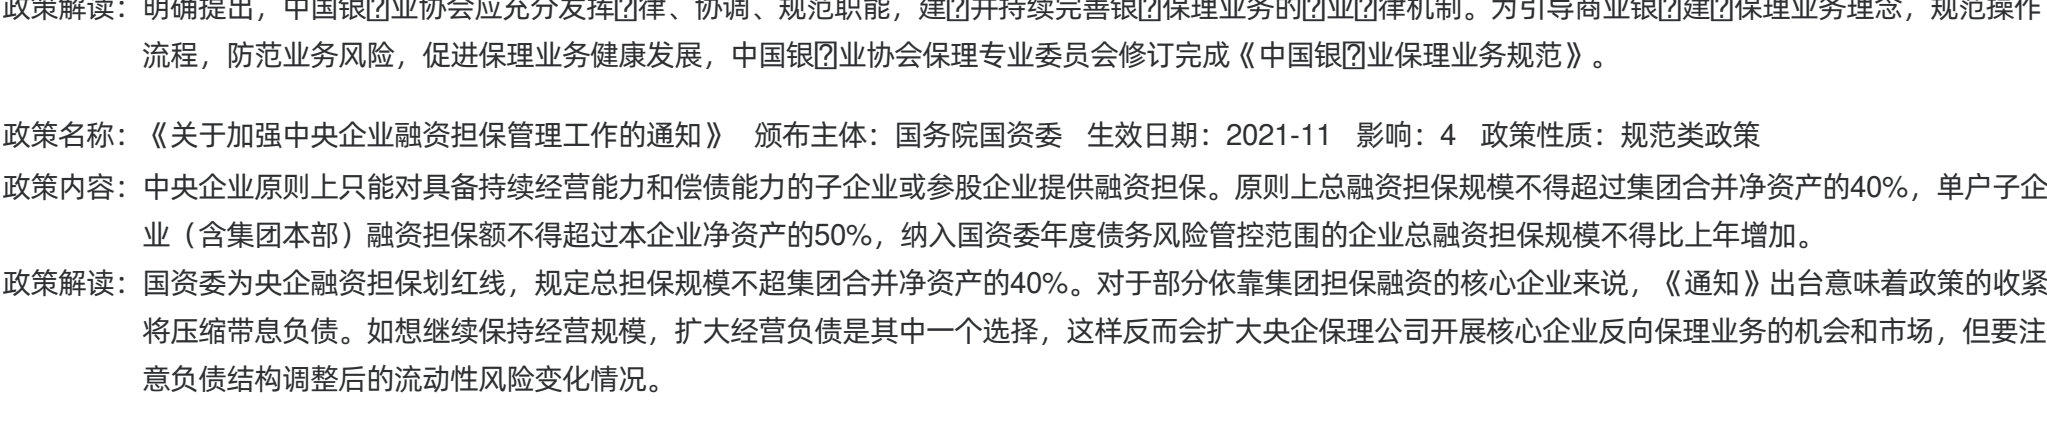 政策解读：明确提出，中国银⍰业协会应充分发挥⍰律、协调、规范职能，建⍰并持续完善银⍰保理业务的⍰业⍰律机制。为引导商业银⍰建⍰保理业务理念，规范操作
流程，防范业务风险，促进保理业务健康发展，中国银⍰业协会保理专业委员会修订完成《中国银⍰业保理业务规范》。
政策名称：《关于加强中央企业融资担保管理工作的通知》 颁布主体：国务院国资委 生效日期：2021-11 影响：4 政策性质：规范类政策
政策内容：中央企业原则上只能对具备持续经营能力和偿债能力的子企业或参股企业提供融资担保。原则上总融资担保规模不得超过集团合并净资产的40%，单户子企
业（含集团本部）融资担保额不得超过本企业净资产的50%，纳入国资委年度债务风险管控范围的企业总融资担保规模不得比上年增加。
政策解读：国资委为央企融资担保划红线，规定总担保规模不超集团合并净资产的40%。对于部分依靠集团担保融资的核心企业来说，《通知》出台意味着政策的收紧
将压缩带息负债。如想继续保持经营规模，扩大经营负债是其中一个选择，这样反而会扩大央企保理公司开展核心企业反向保理业务的机会和市场，但要注
意负债结构调整后的流动性风险变化情况。